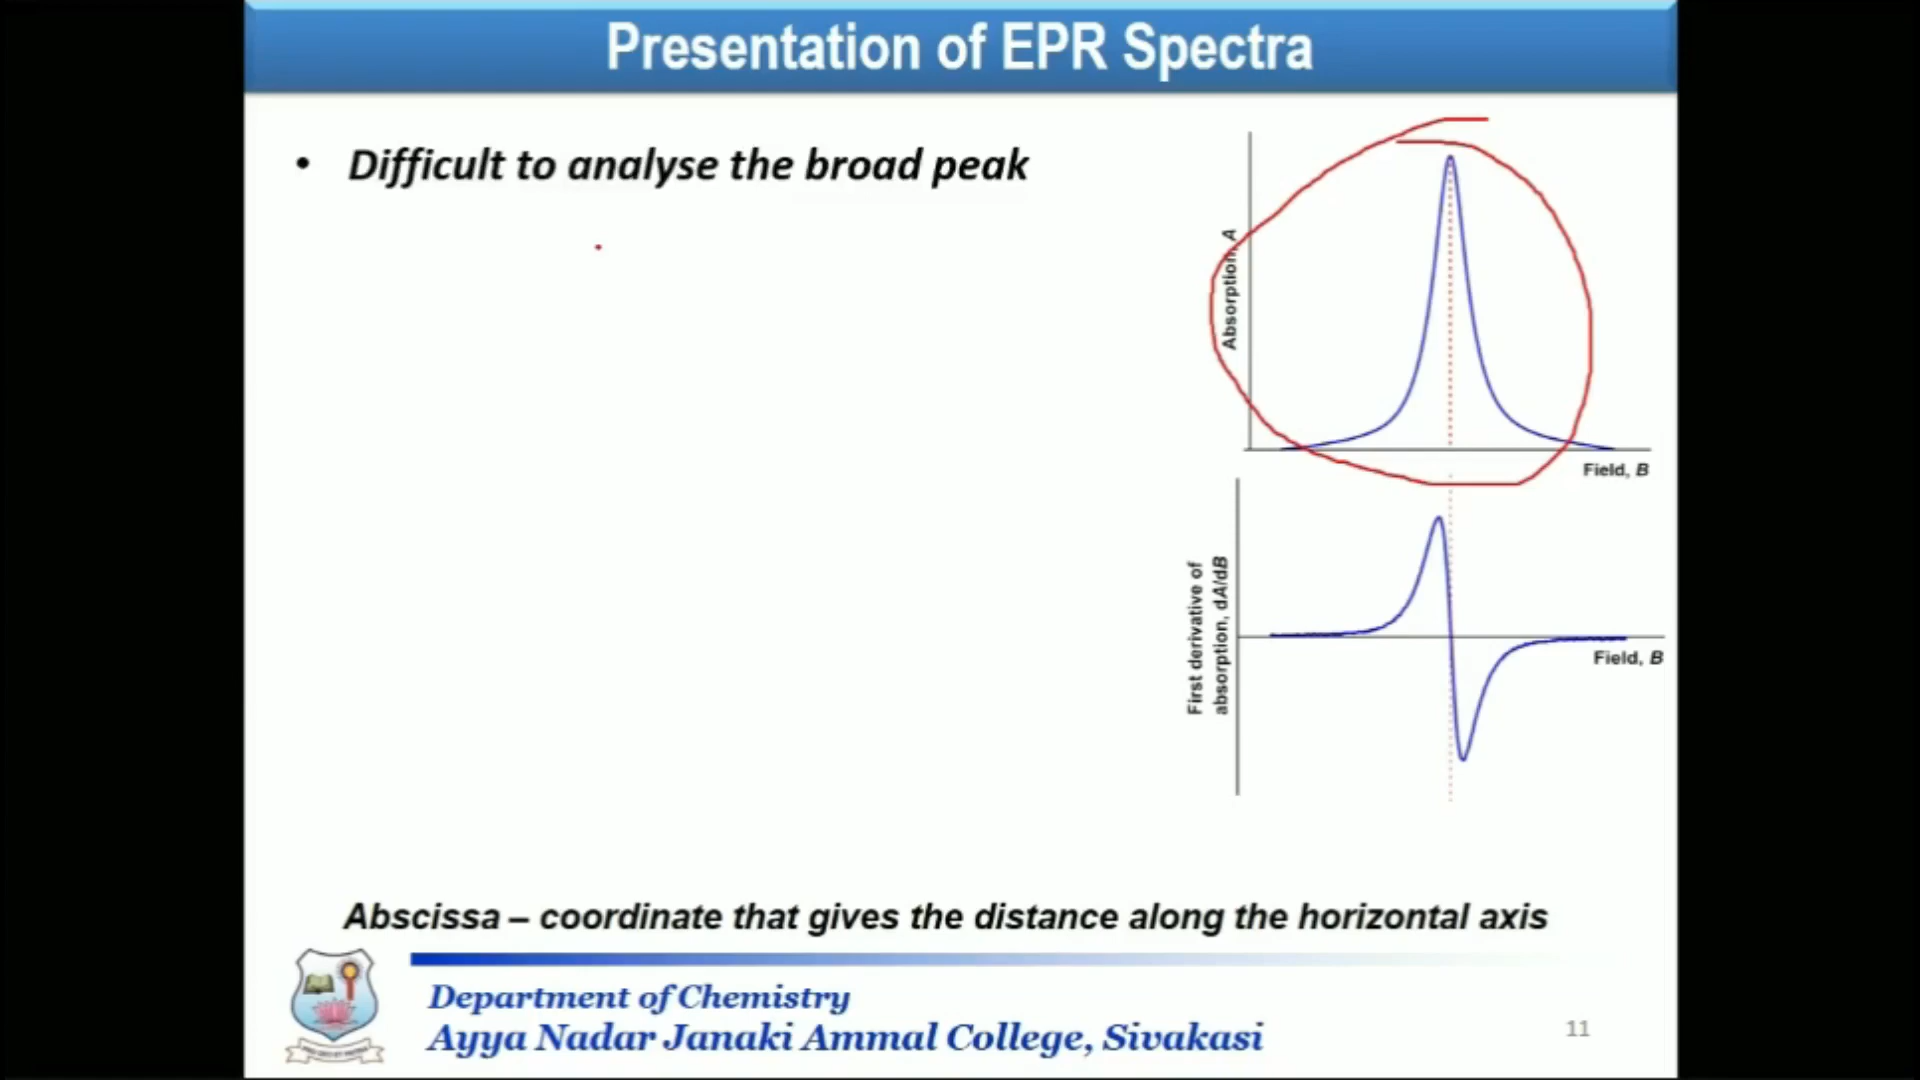 Presentation of EPR Spectra
• Difficult to analyse the broad peak
Absorption, A
Field, B
First derivative of
absorption, dA/dB
Field, B
Abscissa – coordinate that gives the distance along the horizontal axis
Department of Chemistry
Ayya Nadar Janaki Ammal College, Sivakasi
11